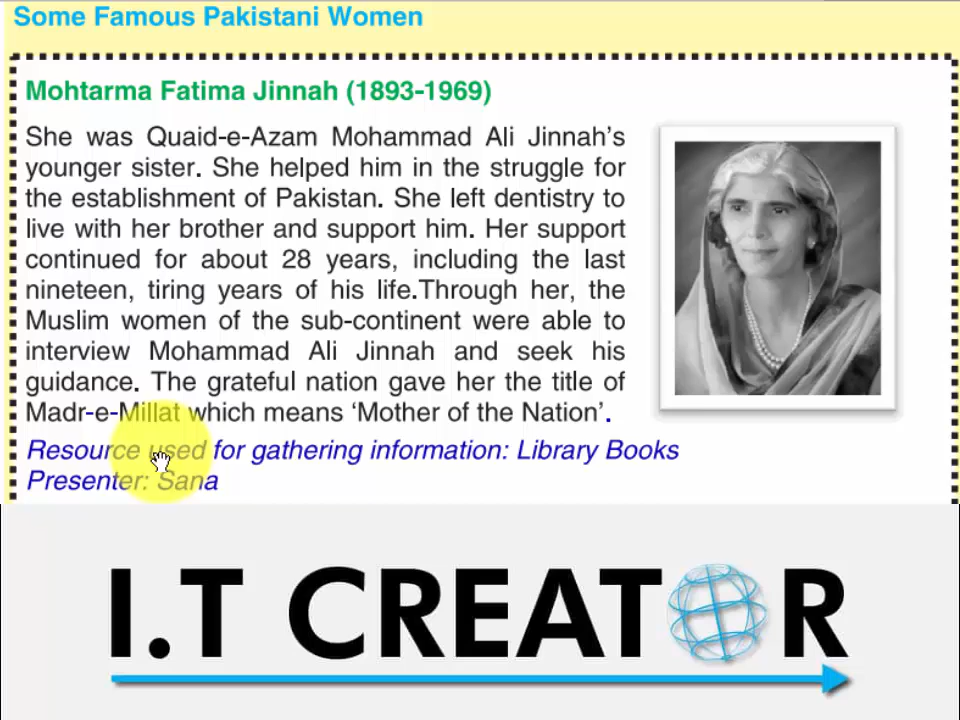 Some Famous Pakistani Women
Mohtarma Fatima Jinnah (1893-1969)
She was Quaid-e-Azam Mohammad Ali Jinnah’s
younger sister. She helped him in the struggle for
the establishment of Pakistan. She left dentistry to
live with her brother and support him. Her support
continued for about 28 years, including the last
nineteen, tiring years of his life.Through her, the
Muslim women of the sub-continent were able to
interview Mohammad Ali Jinnah and seek his
guidance. The grateful nation gave her the title of
Madr-e-Millat which means ‘Mother of the Nation’.
Resource used for gathering information: Library Books
Presenter: Sana
I.T CREATOR